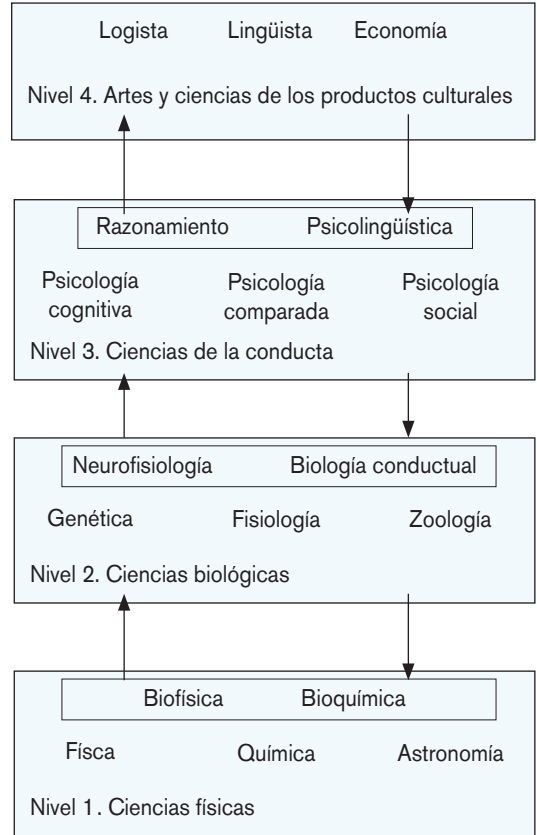 Logista Lingüista Economía
Nivel 4. Artes y ciencias de los productos culturales
Razonamiento Psicolingüística
Psicología Psicología Psicología
cognitiva comparada social
Nivel 3. Ciencias de la conducta
Neurofisiología Biología conductual
Genética Fisiología Zoología
Nivel 2. Ciencias biológicas
Biofísica Bioquímica
Físca Química Astronomía
Nivel 1. Ciencias físicas